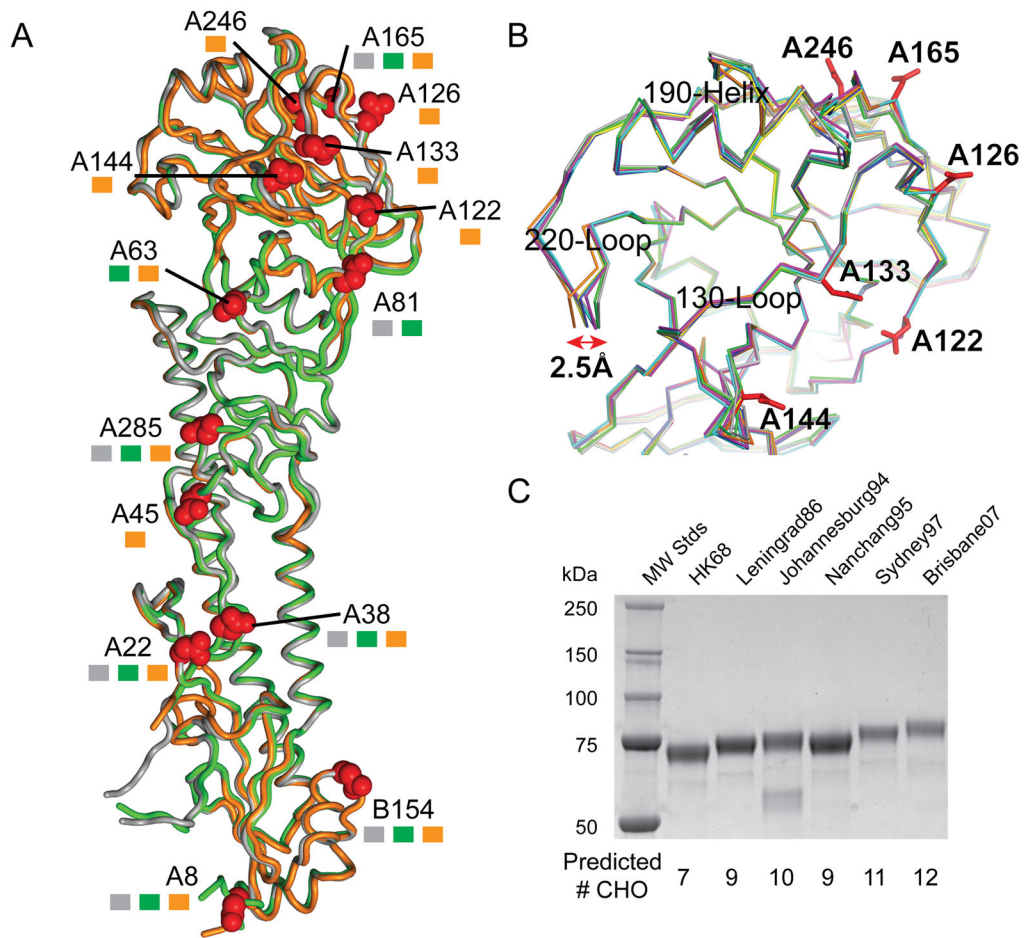 A
A246
A165
A126
A133
A144
A122
A63
A81
A285
A45
A38
A22
B154
A8
B
A246
A165
190-Helix
A126
220-Loop
A133
130-Loop
A122
2.5Å
A144
C
kDa
MW Stds
HK68
Leningrad86
Johannesburg94
Nanchang95
Sydney97
Brisbane07
250
150
100
75
50
Predicted
# CHO
7 9 10 9 11 12